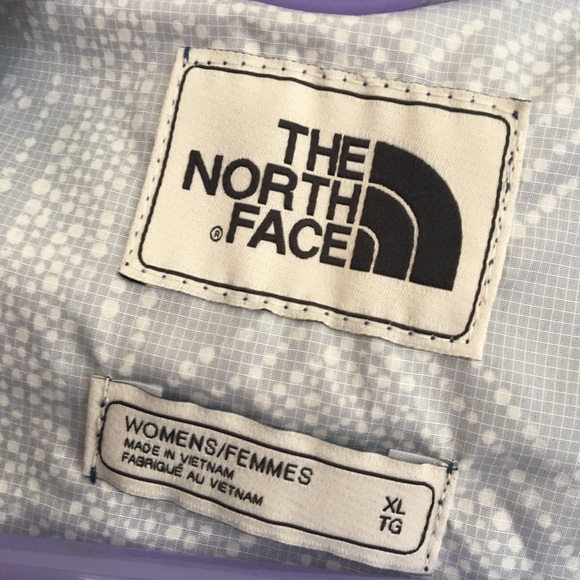 THE
NORTH
® FACE
WOMENS/FEMMES
MADE IN VIETNAM
FABRIQUÉ AU VIETNAM
XL
TG